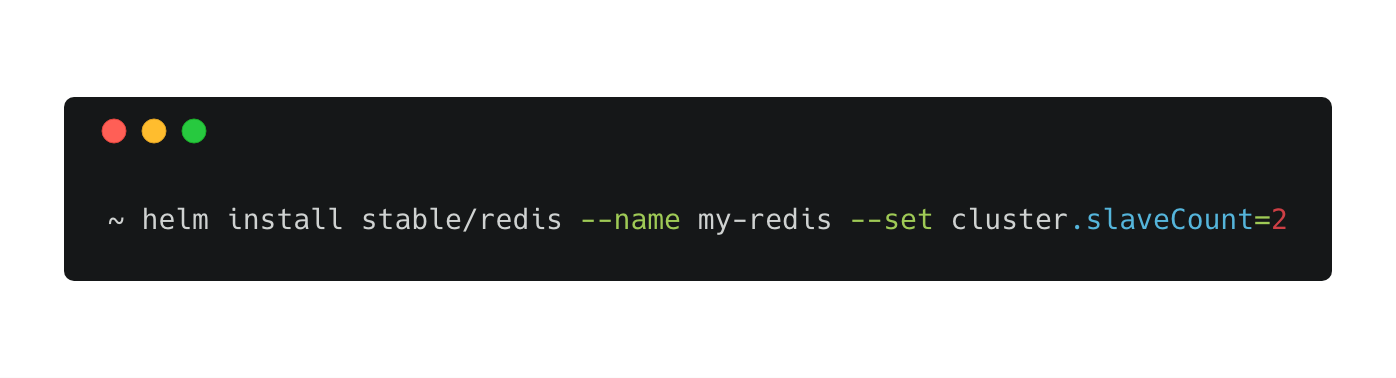 ~ helm install stable/redis --name my-redis --set cluster.slaveCount=2